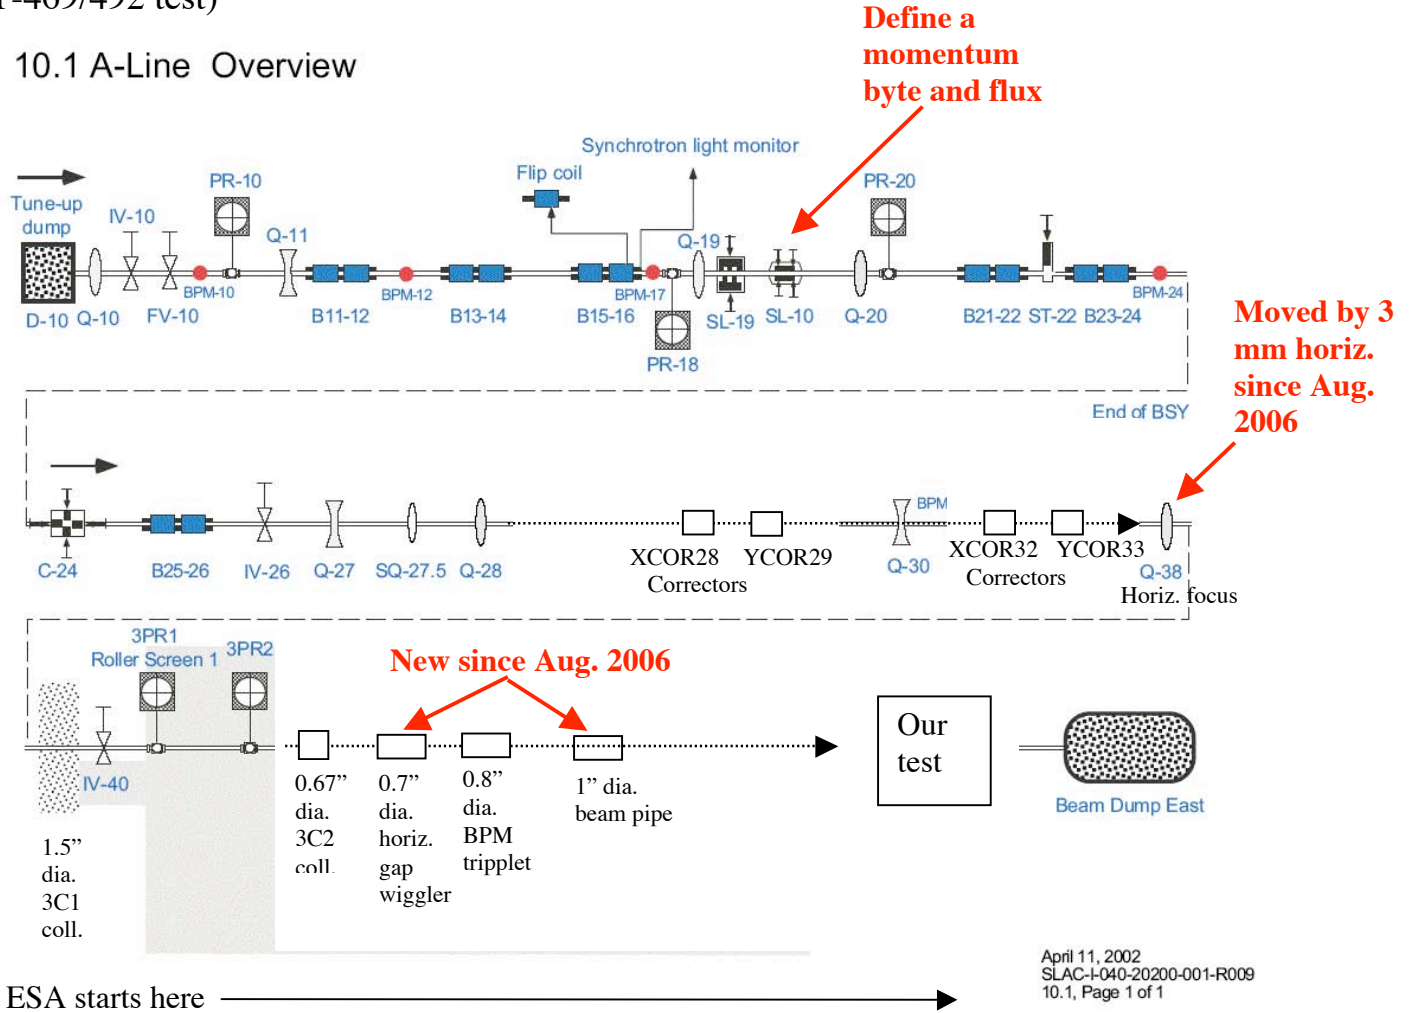 -469/492 test)
10.1 A-Line Overview
Define a
momentum
byte and flux
Synchrotron light monitor
Flip coil
PR-10
PR-20
Tune-up
dump
IV-10
Q-11
Q-19
BPM-10
BPM-12
BPM-17
BPM-24
D-10 Q-10
FV-10
B11-12
B13-14
B15-16
SL-19
SL-10
Q-20
B21-22 ST-22 B23-24
PR-18
Moved by 3
mm horiz.
since Aug.
2006
End of BSY
BPM
C-24
B25-26
IV-26
Q-27
SQ-27.5
Q-28
XCOR28
YCOR29
Correctors
Q-30
XCOR32
YCOR33
Correctors
Q-38
Horiz. focus
3PR1
Roller Screen 1
3PR2
New since Aug. 2006
Our
test
IV-40
0.67”
dia.
3C2
coll.
0.7”
dia.
horiz.
gap
wiggler
0.8”
dia.
BPM
tripplet
1” dia.
beam pipe
Beam Dump East
1.5”
dia.
3C1
coll.
April 11, 2002
SLAC-I-040-20200-001-R009
10.1, Page 1 of 1
ESA starts here